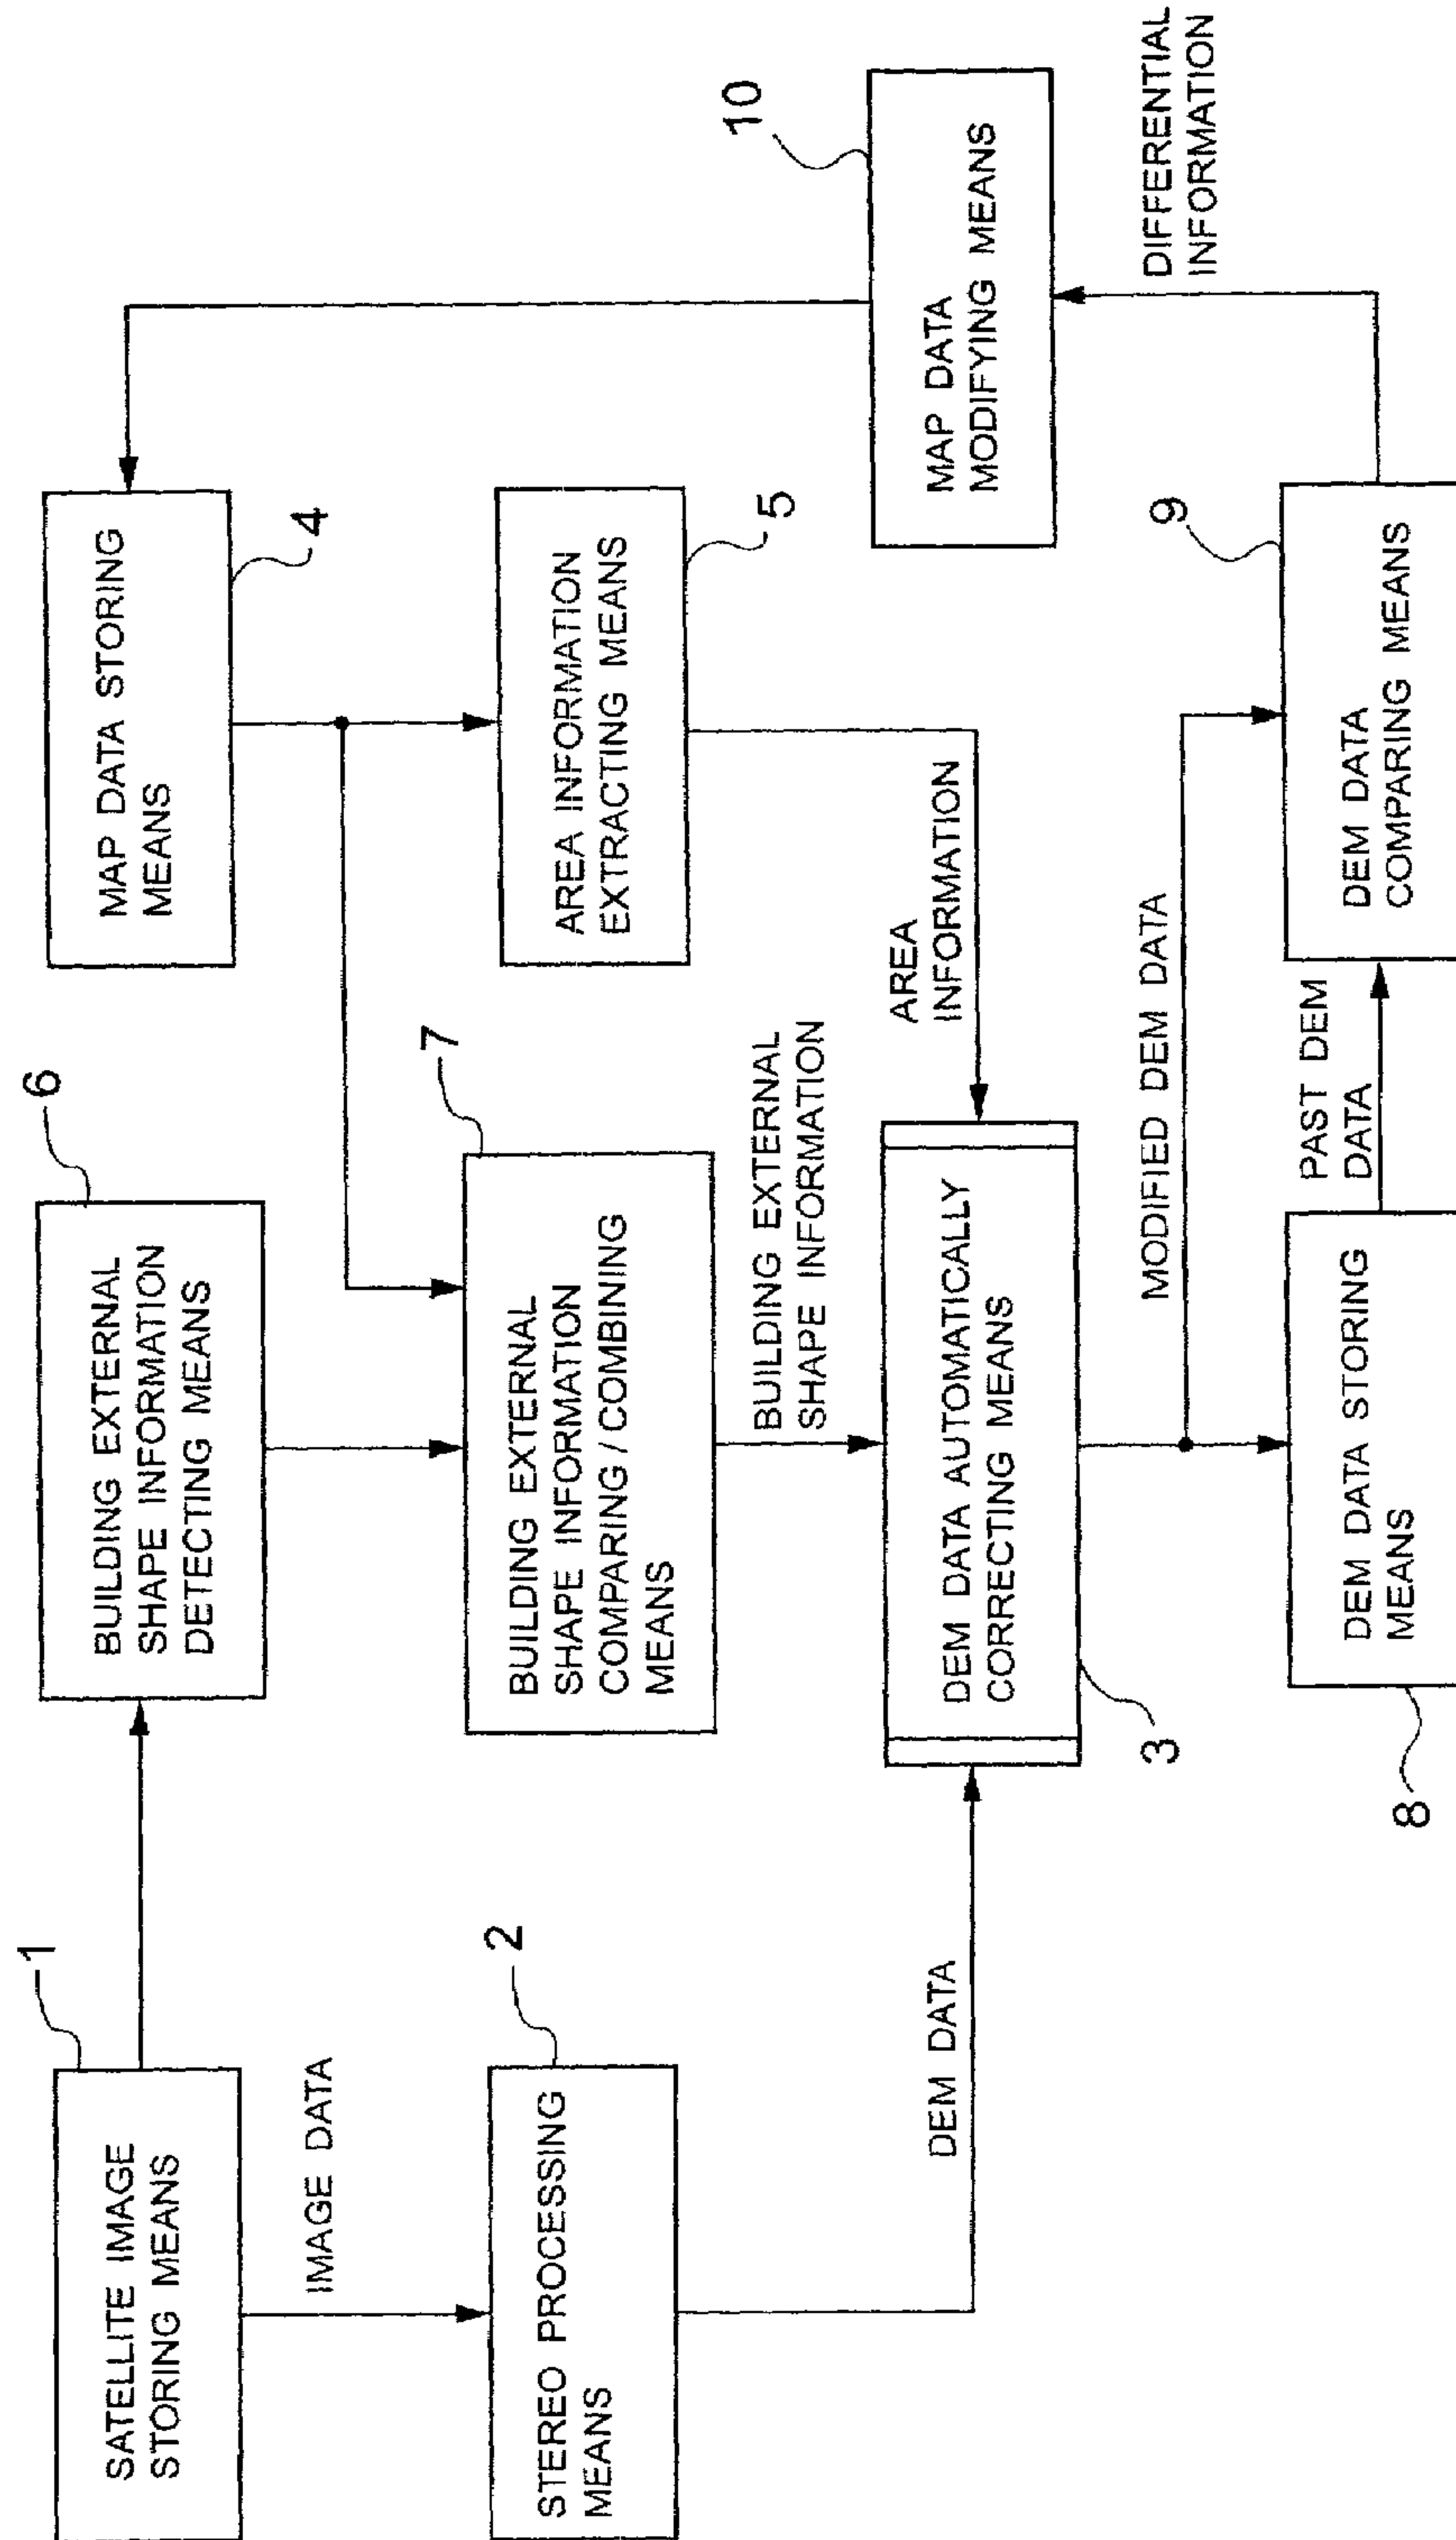 1
SATELLITE IMAGE
STORING MEANS
6
BUILDING EXTERNAL
SHAPE INFORMATION
DETECTING MEANS
MAP DATA STORING
MEANS
4
IMAGE DATA
2
STEREO PROCESSING
MEANS
7
BUILDING EXTERNAL
SHAPE INFORMATION
COMPARING / COMBINING
MEANS
AREA INFORMATION
EXTRACTING MEANS
5
10
MAP DATA
MODIFYING MEANS
BUILDING EXTERNAL
SHAPE INFORMATION
AREA
INFORMATION
DEM DATA
DEM DATA AUTOMATICALLY
CORRECTING MEANS
3
MODIFIED DEM DATA
DIFFERENTIAL
INFORMATION
8
DEM DATA STORING
MEANS
PAST DEM
DATA
9
DEM DATA
COMPARING MEANS